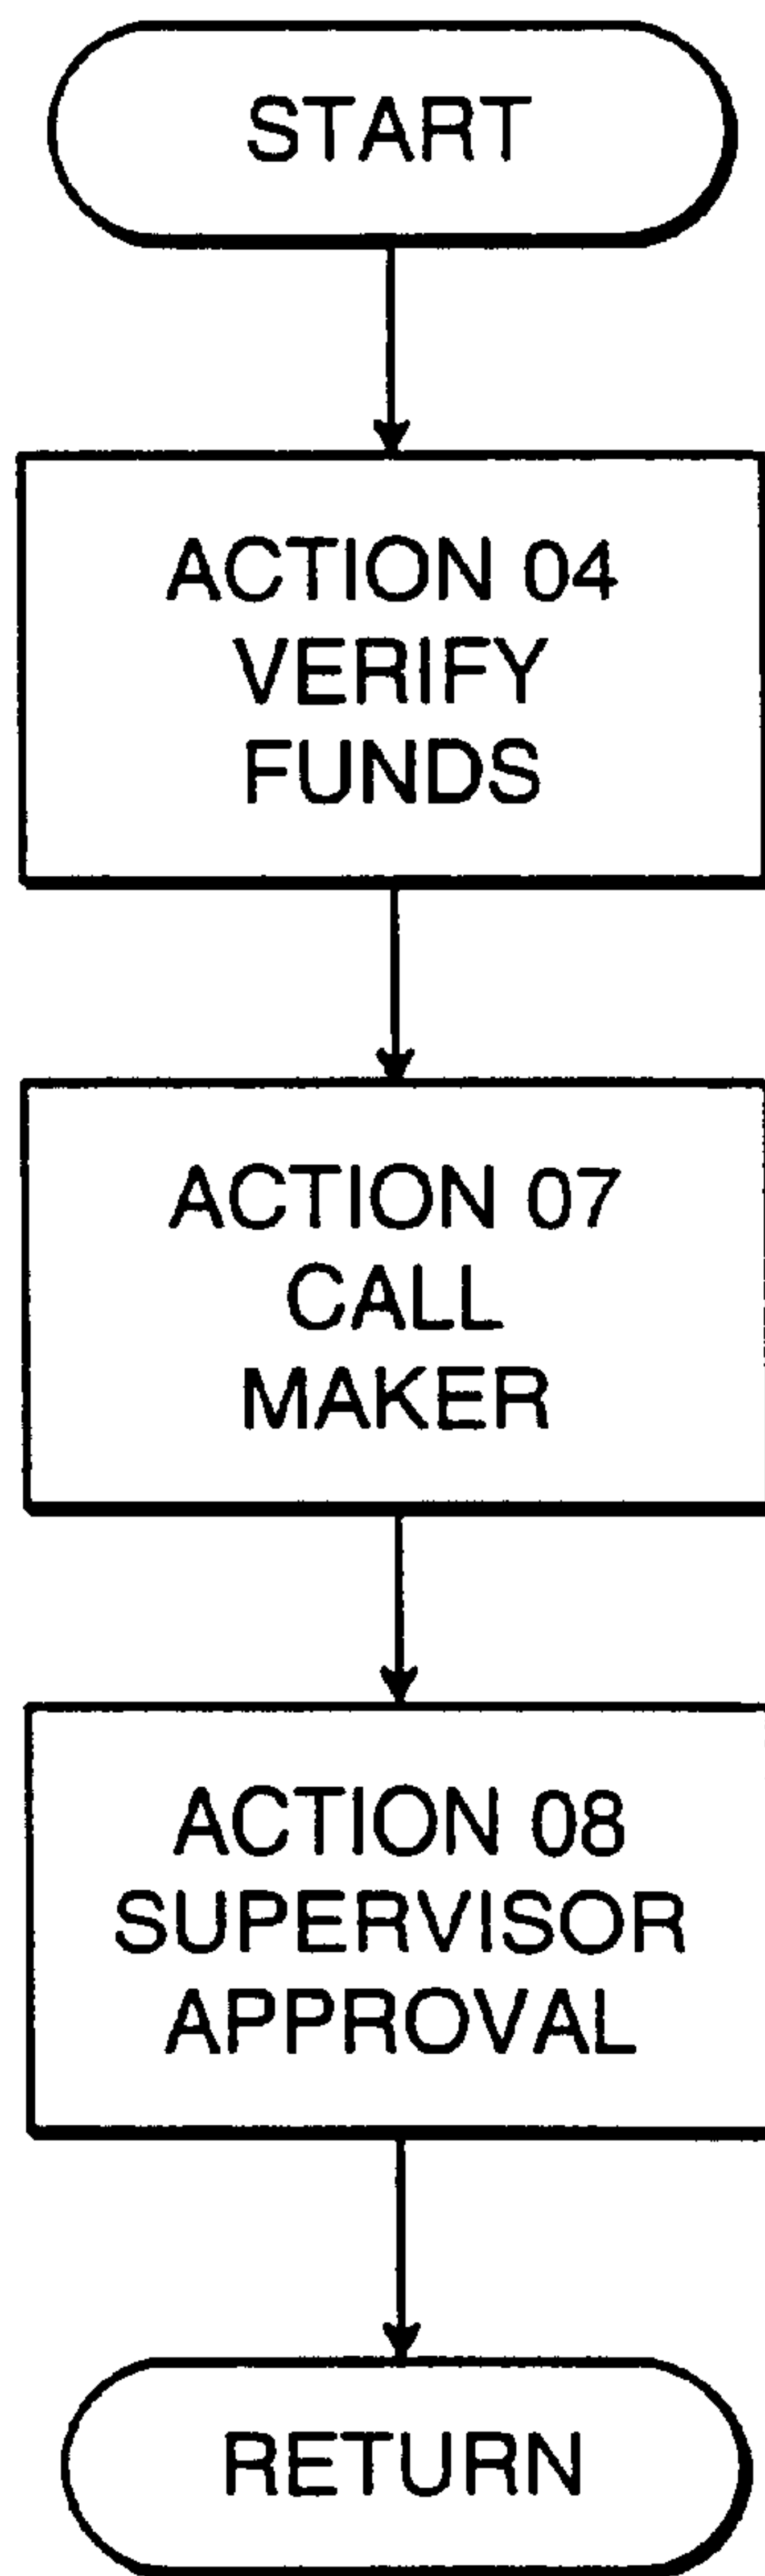 START
ACTION 04
VERIFY
FUNDS
ACTION 07
CALL
MAKER
ACTION 08
SUPERVISOR
APPROVAL
RETURN